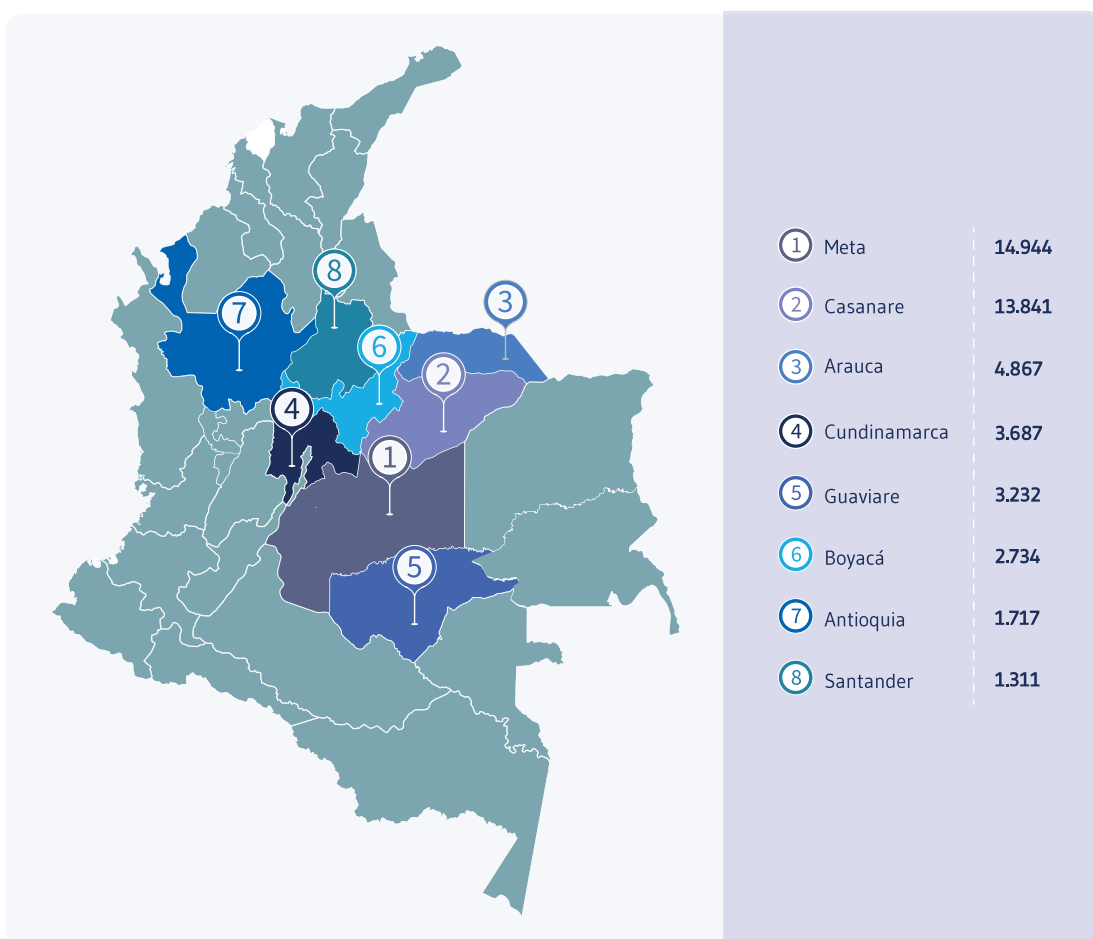 8
3
7
6
2
4
1
5
1 Meta 14.944
2 Casanare 13.841
3 Arauca 4.867
4 Cundinamarca 3.687
5 Guaviare 3.232
6 Boyacá 2.734
7 Antioquia 1.717
8 Santander 1.311